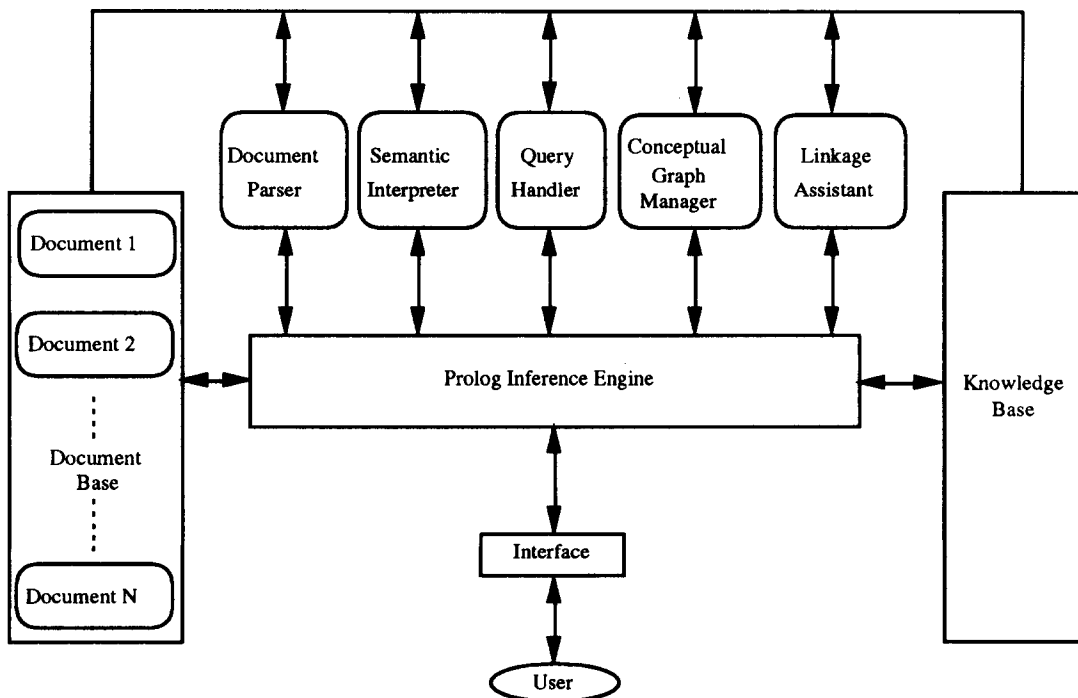 Document
Parser
Semantic
Interpreter
Query
Handler
Conceptual
Graph
Manager
Linkage
Assistant
Document 1
Document 2
Document
Base
Document N
Prolog Inference Engine
Knowledge
Base
Interface
User